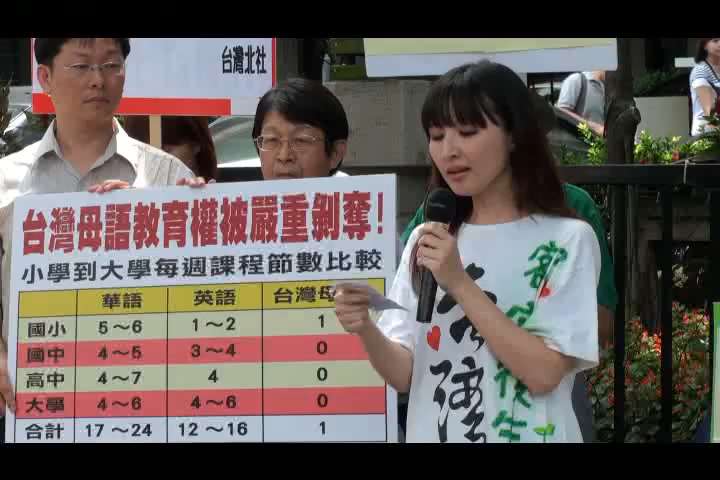 台灣北社
台灣母語教育權被嚴重剝奪!
小學到大學每週課程節數比較
華語 英語 台灣母
國小 5～6 1～2 1
國中 4～5 3～4 0
高中 4～7 4 0
大學 4～6 4～6 0
合計 17～24 12～16 1